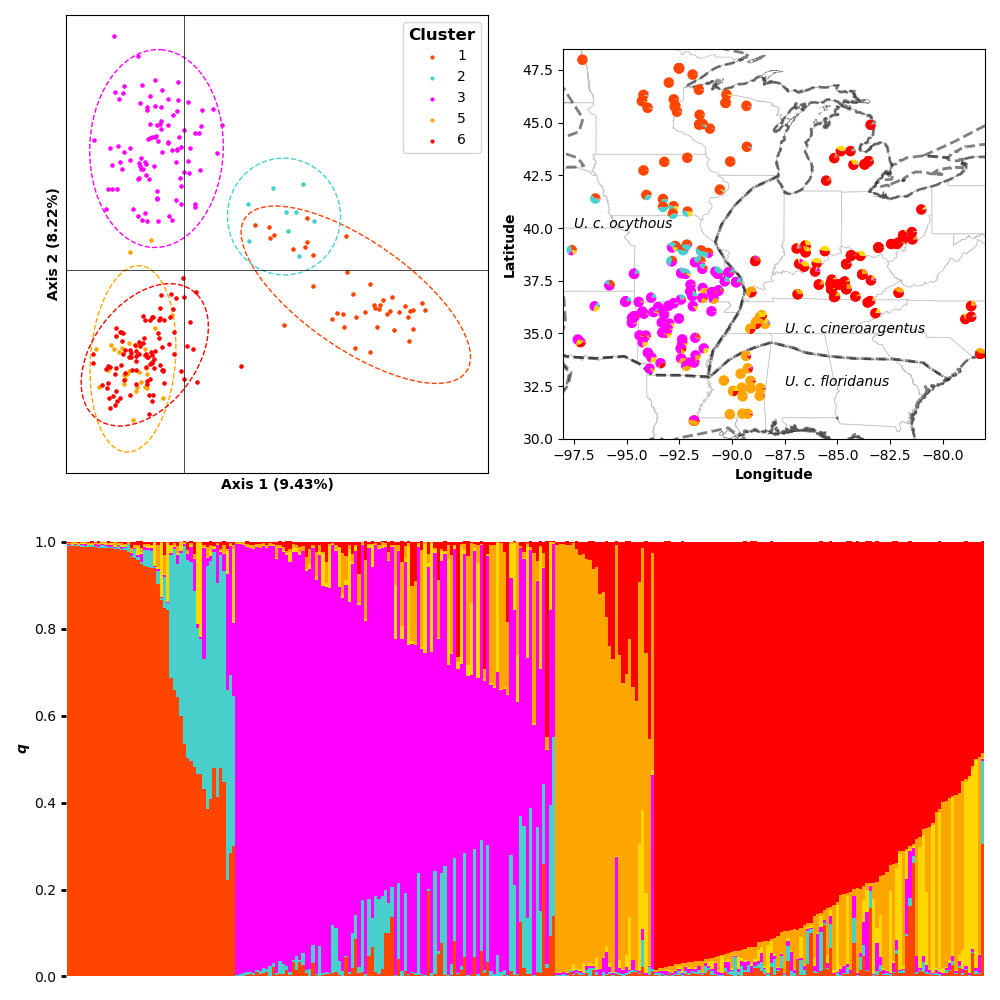 Cluster
1
2
3
5
6
Axis 2 (8.22%)
Axis 1 (9.43%)
47.5
45.0
42.5
40.0
37.5
35.0
32.5
30.0
Latitude
U. c. ocythous
U. c. cineroargentus
U. c. floridanus
−97.5 −95.0 −92.5 −90.0 −87.5 −85.0 −82.5 −80.0
Longitude
1.0
0.8
0.6
0.4
0.2
0.0
q